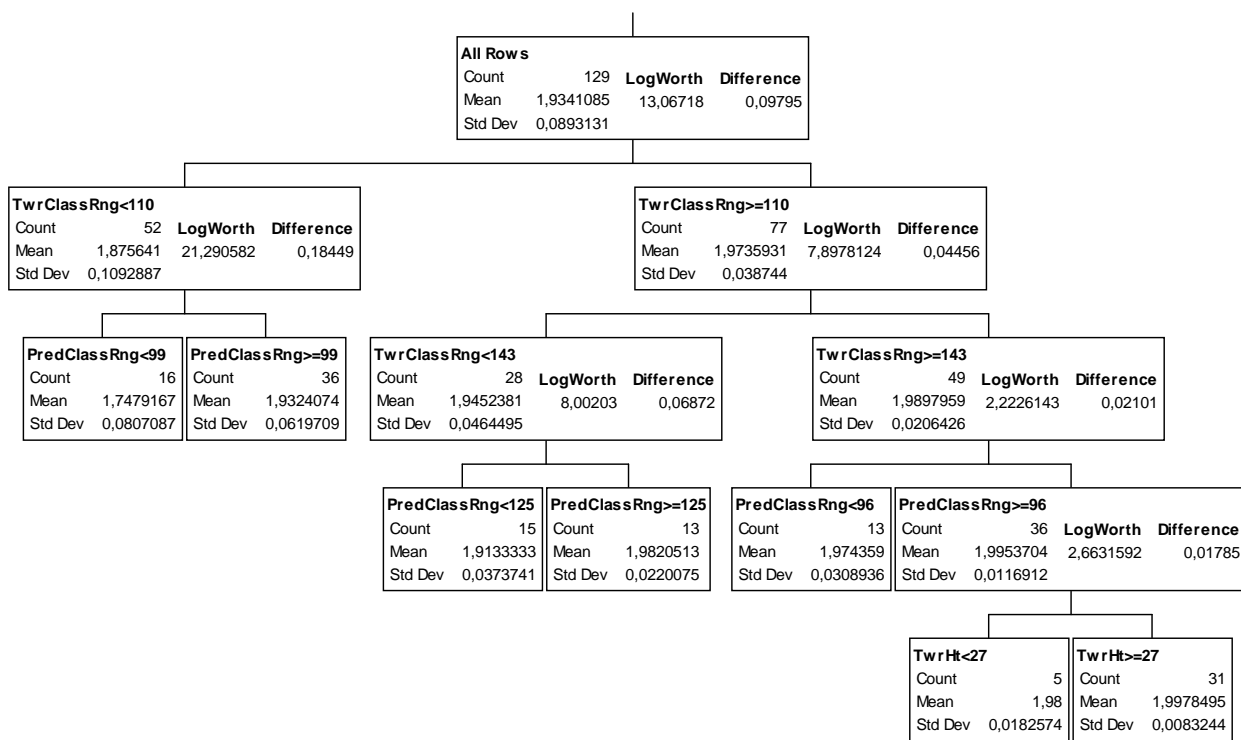 All Rows
Count 129 LogWorth Difference
Mean 1,9341085 13,06718 0,09795
Std Dev 0,0893131
TwrClassRng<110
Count 52 LogWorth Difference
Mean 1,875641 21,290582 0,18449
Std Dev 0,1092887
TwrClassRng>=110
Count 77 LogWorth Difference
Mean 1,9735931 7,8978124 0,04456
Std Dev 0,038744
PredClassRng<99
Count 16
Mean 1,7479167
Std Dev 0,0807087
PredClassRng>=99
Count 36
Mean 1,9324074
Std Dev 0,0619709
TwrClassRng<143
Count 28 LogWorth Difference
Mean 1,9452381 8,00203 0,06872
Std Dev 0,0464495
TwrClassRng>=143
Count 49 LogWorth Difference
Mean 1,9897959 2,2226143 0,02101
Std Dev 0,0206426
PredClassRng<125
Count 15
Mean 1,9133333
Std Dev 0,0373741
PredClassRng>=125
Count 13
Mean 1,9820513
Std Dev 0,0220075
PredClassRng<96
Count 13
Mean 1,974359
Std Dev 0,0308936
PredClassRng>=96
Count 36 LogWorth Difference
Mean 1,9953704 2,6631592 0,01785
Std Dev 0,0116912
TwrHt<27
Count 5
Mean 1,98
Std Dev 0,0182574
TwrHt>=27
Count 31
Mean 1,9978495
Std Dev 0,0083244